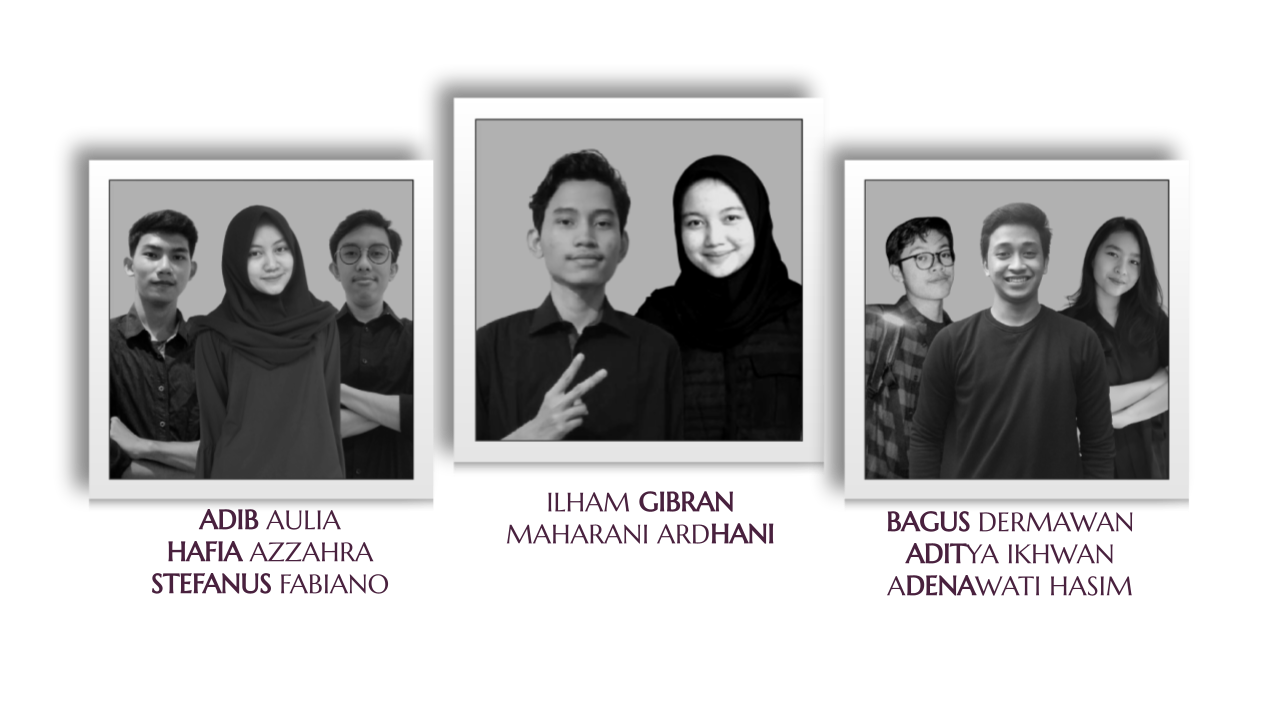 ADIB AULIA
HAFIA AZZAHRA
STEFANUS FABIANO
ILHAM GIBRAN
MAHARANI ARDHANI
BAGUS DERMAWAN
ADITYA IKHWAN
ADENAWATI HASIM